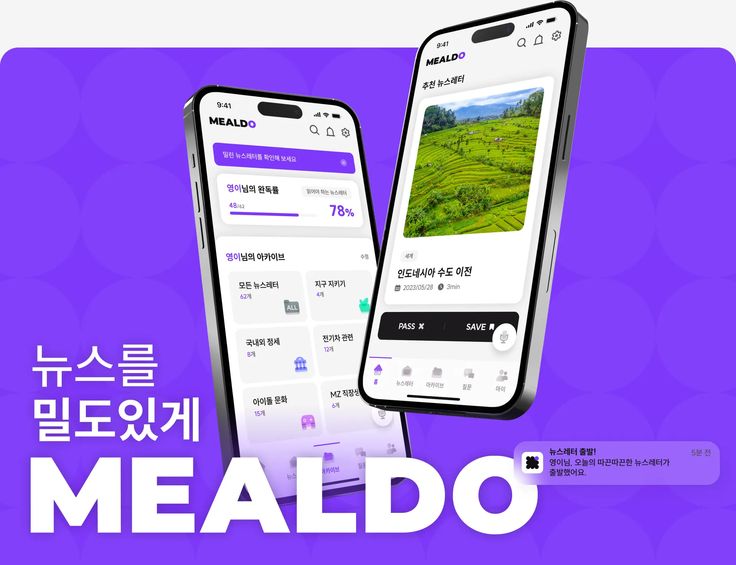 9:41
MEALDO
밀린 뉴스레터를 확인해 보세요
영이님의 완독률
읽어야 하는 뉴스레터
48/62
78%
영이님의 아카이브
수정
모든 뉴스레터
62개
ALL
지구 지키기
4개
국내외 정세
8개
전기차 관련
12개
아이돌 문화
15개
MZ 직장생
6개
아카이브
9:41
MEALDO
추천 뉴스레터
세계
인도네시아 수도 이전
2023/05/28
3min
PASS
SAVE
홈
뉴스레터
아카이브
질문
마이
뉴스를
밀도있게
MEALDO
뉴스레터 출발!
5분 전
영이님, 오늘의 따끈따끈한 뉴스레터가
출발했어요.